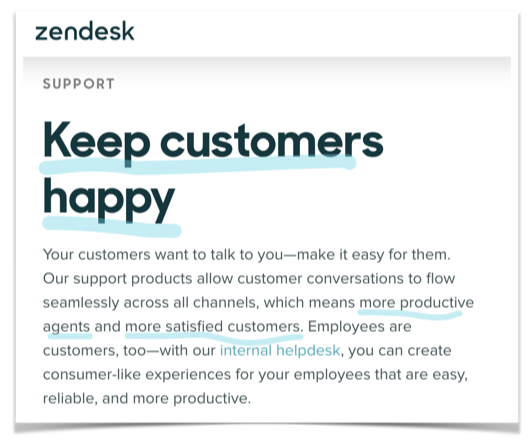 zendesk
SUPPORT
Keep customers
happy
Your customers want to talk to you—make it easy for them.
Our support products allow customer conversations to flow
seamlessly across all channels, which means more productive
agents and more satisfied customers. Employees are
customers, too—with our internal helpdesk, you can create
consumer-like experiences for your employees that are easy,
reliable, and more productive.